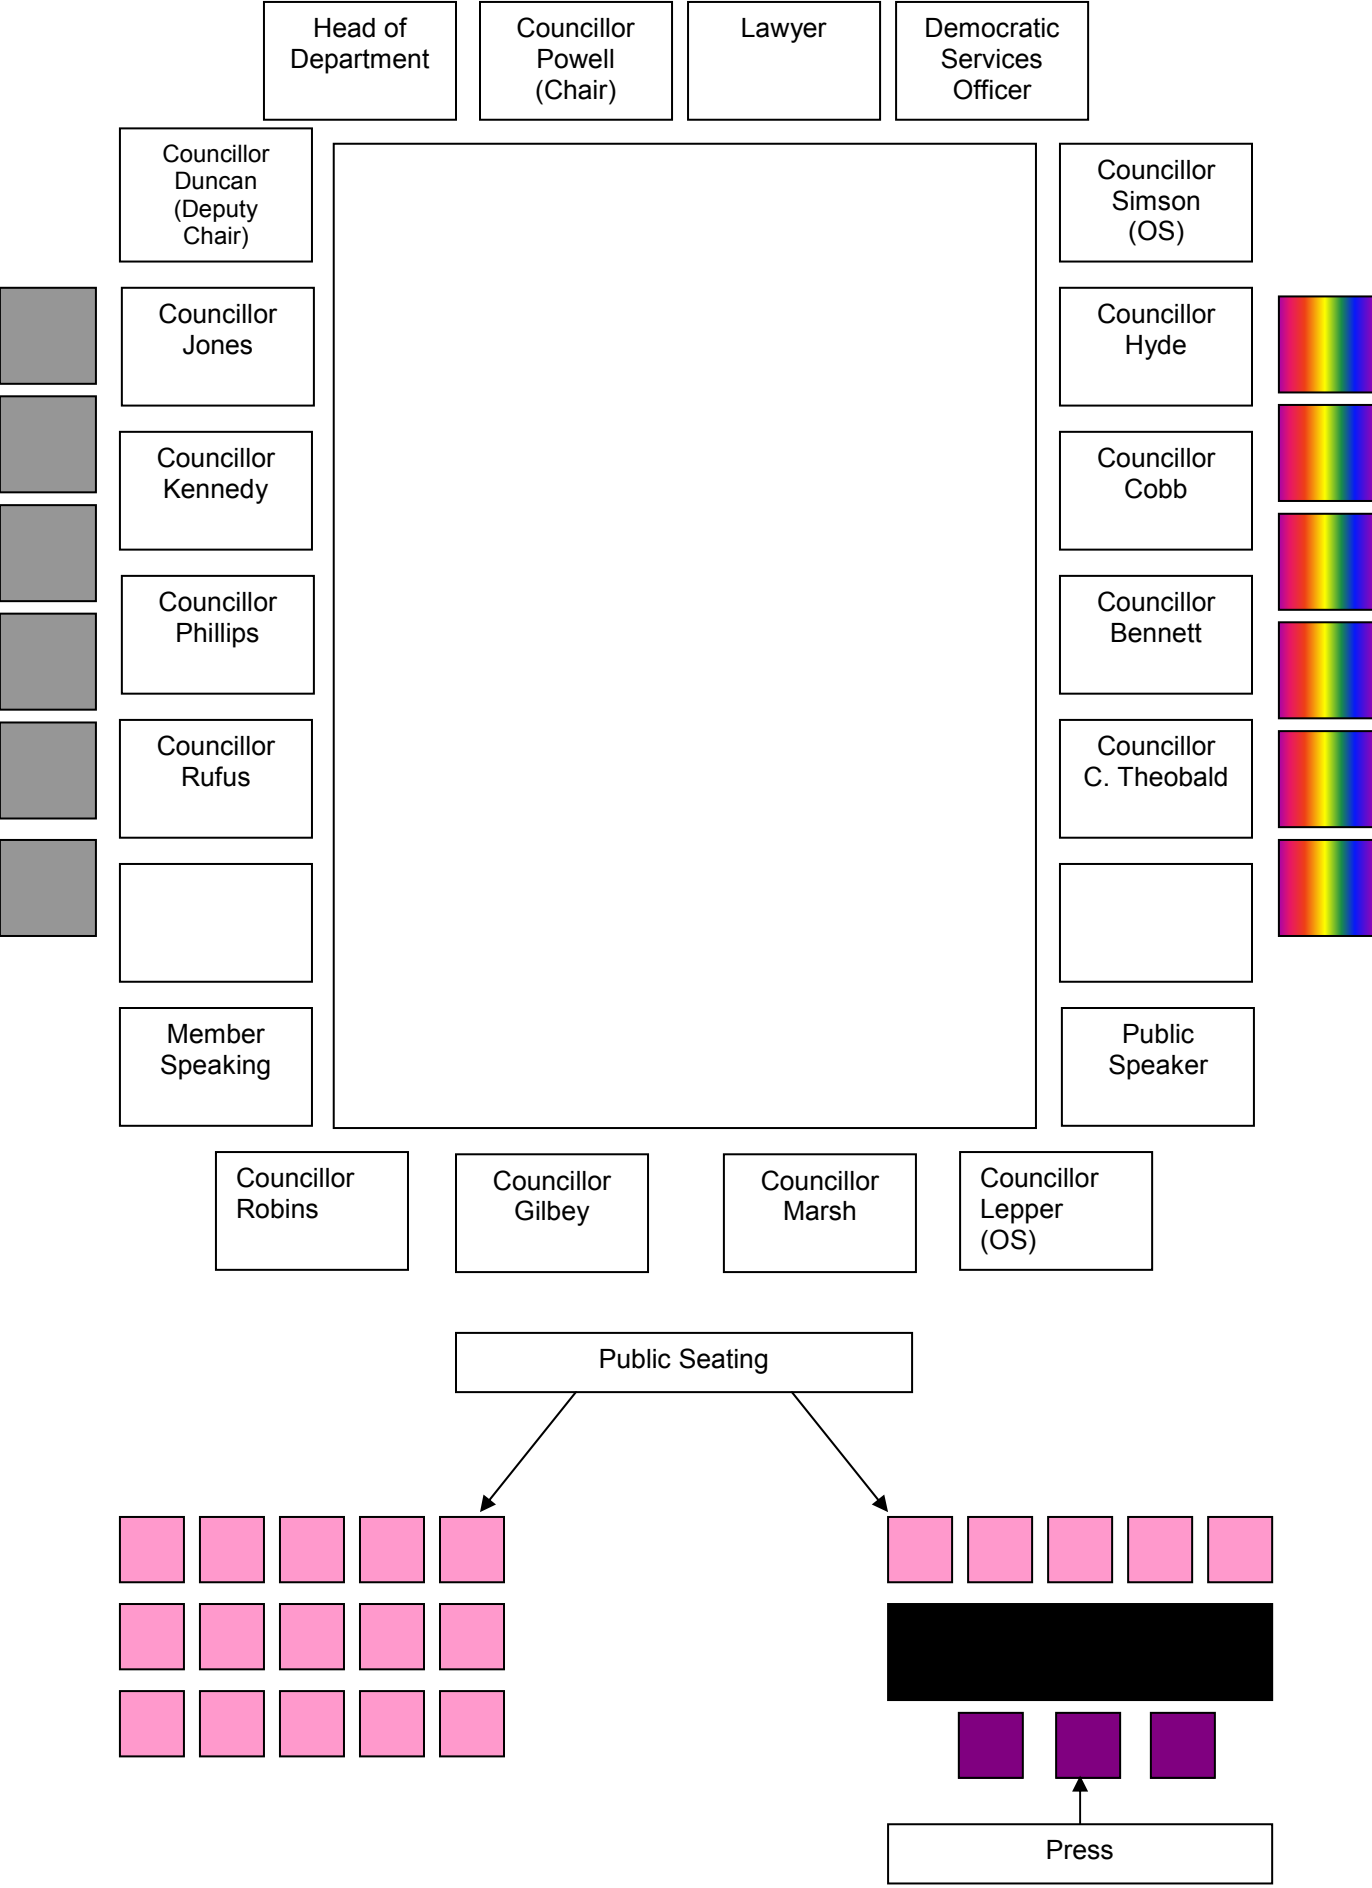 Head of
Department
Councillor
Powell
(Chair)
Lawyer
Democratic
Services
Officer
Councillor
Duncan
(Deputy
Chair)
Councillor
Simson
(OS)
Councillor
Jones
Councillor
Hyde
Councillor
Kennedy
Councillor
Cobb
Councillor
Phillips
Councillor
Bennett
Councillor
Rufus
Councillor
C. Theobald
Member
Speaking
Public
Speaker
Councillor
Robins
Councillor
Gilbey
Councillor
Marsh
Councillor
Lepper
(OS)
Public Seating
Press